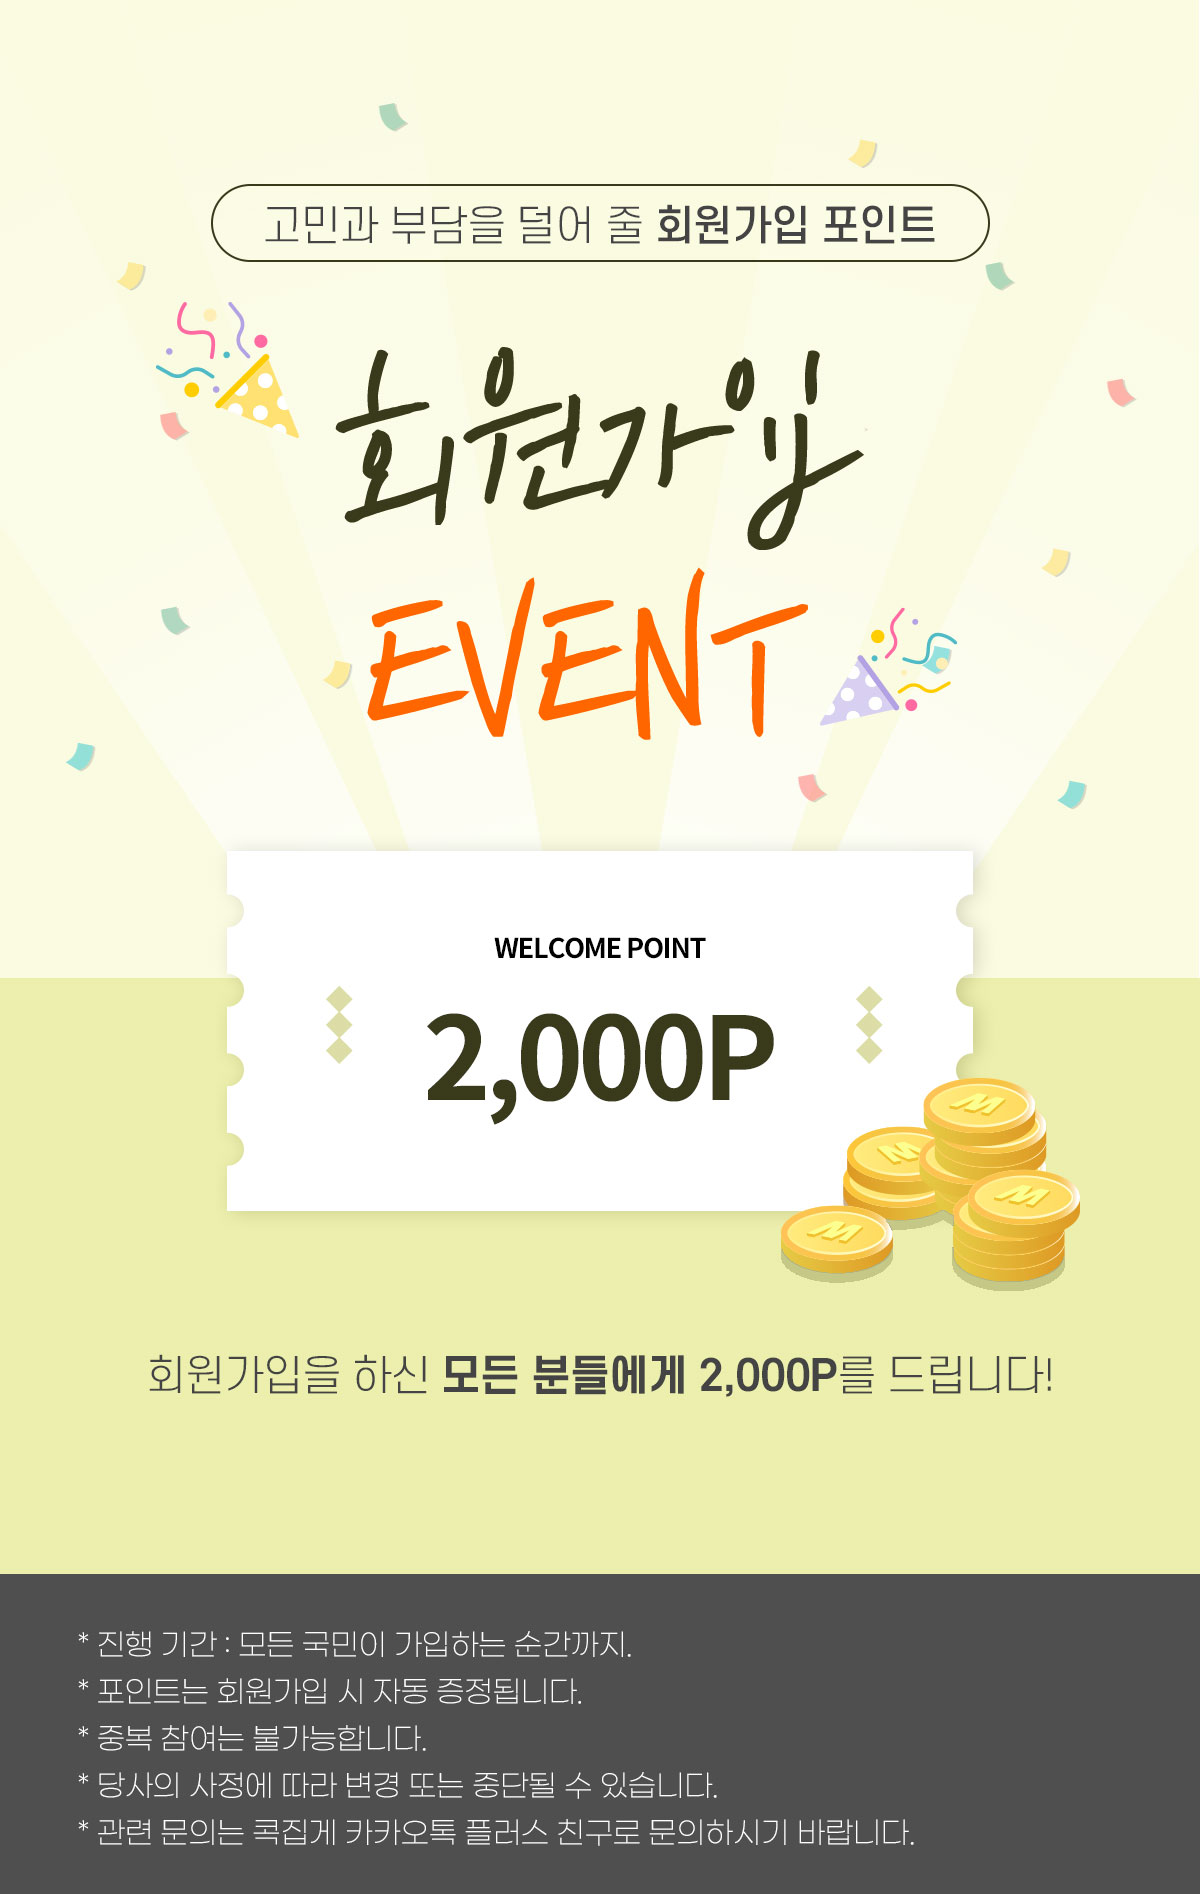 고민과 부담을 덜어 줄 회원가입 포인트
회원가입
EVENT
WELCOME POINT
2,000P
M
M
M
M
회원가입을 하신 모든 분들에게 2,000P를 드립니다!
* 진행 기간 : 모든 국민이 가입하는 순간까지.
* 포인트는 회원가입 시 자동 증정됩니다.
* 중복 참여는 불가능합니다.
* 당사의 사정에 따라 변경 또는 중단될 수 있습니다.
* 관련 문의는 콕집게 카카오톡 플러스 친구로 문의하시기 바랍니다.